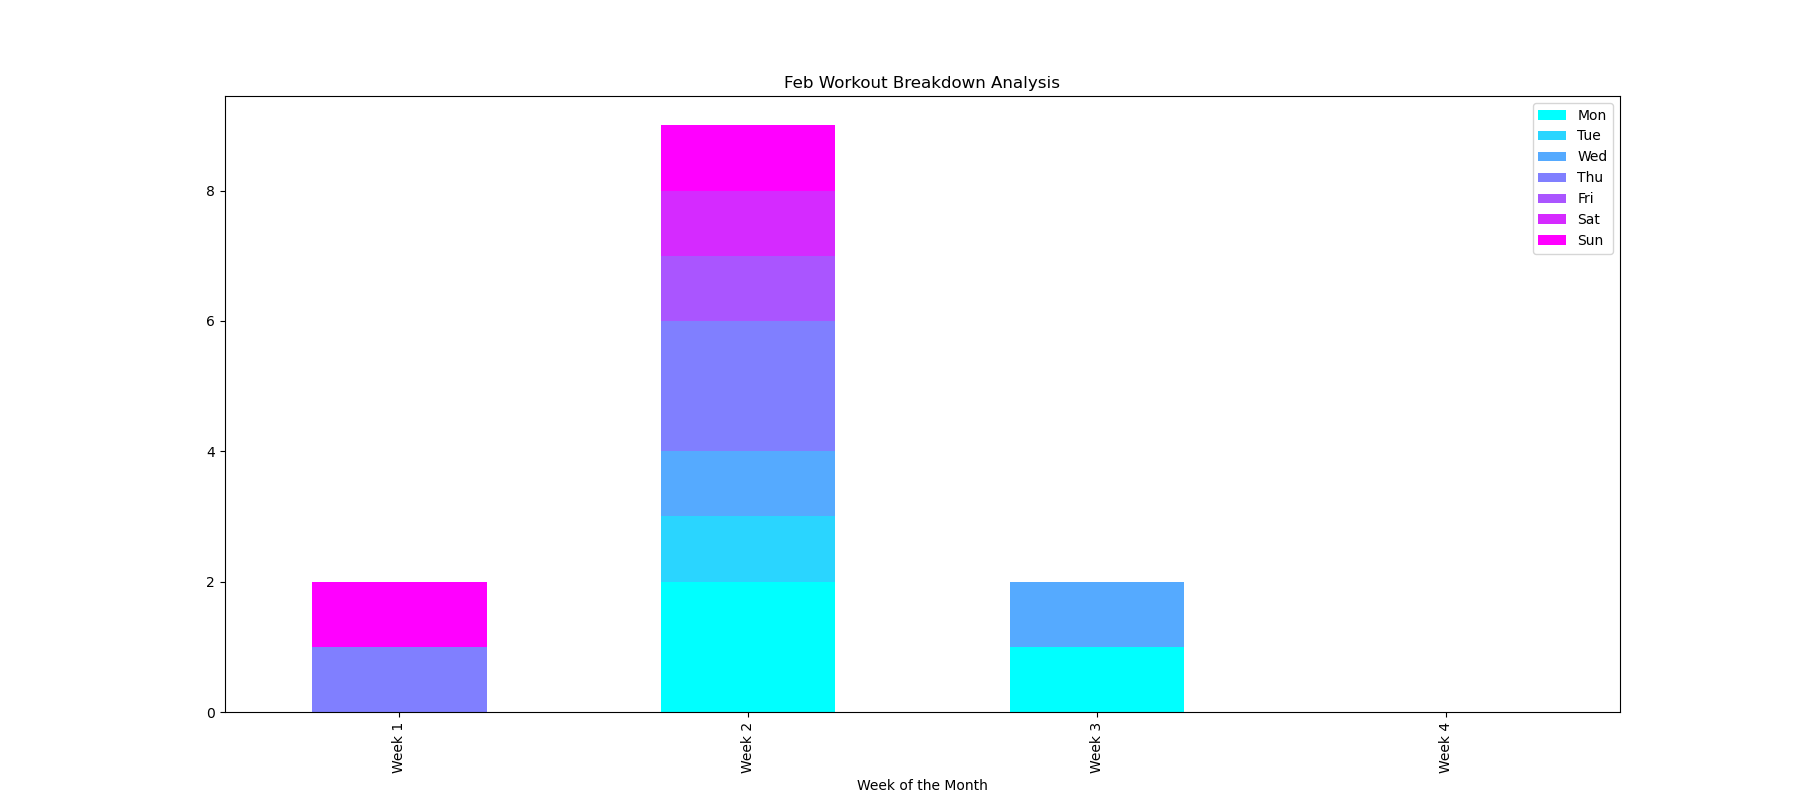 Feb Workout Breakdown Analysis
Mon
Tue
Wed
Thu
Fri
Sat
Sun
8
6
4
2
0
Week 1
Week 2
Week 3
Week 4
Week of the Month